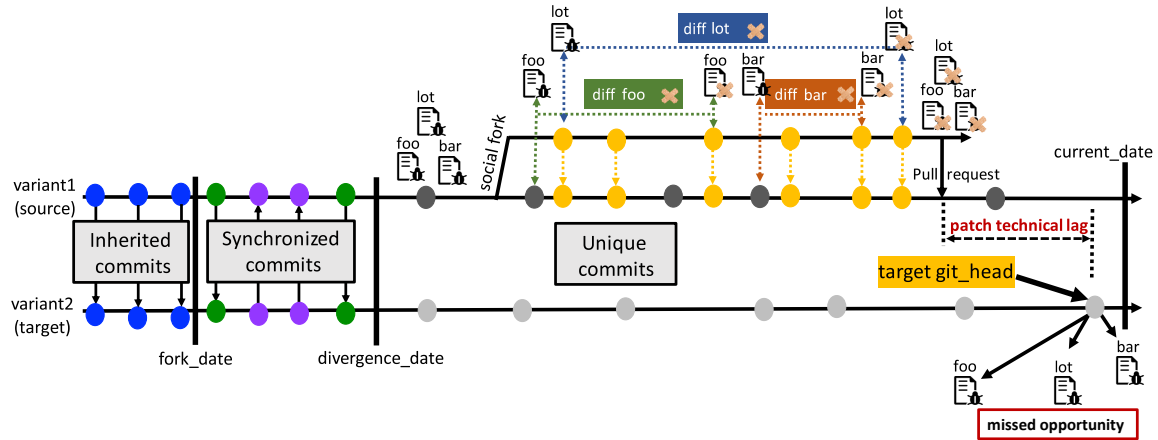 lot
diff lot
lot
foo
foo
bar
bar
lot
diff foo
diff bar
foo
bar
lot
foo
bar
social fork
current_date
Pull request
variant1
(source)
Inherited
commits
Synchronized
commits
Unique
commits
patch technical lag
target git_head
variant2
(target)
fork_date
divergence_date
foo
lot
bar
missed opportunity